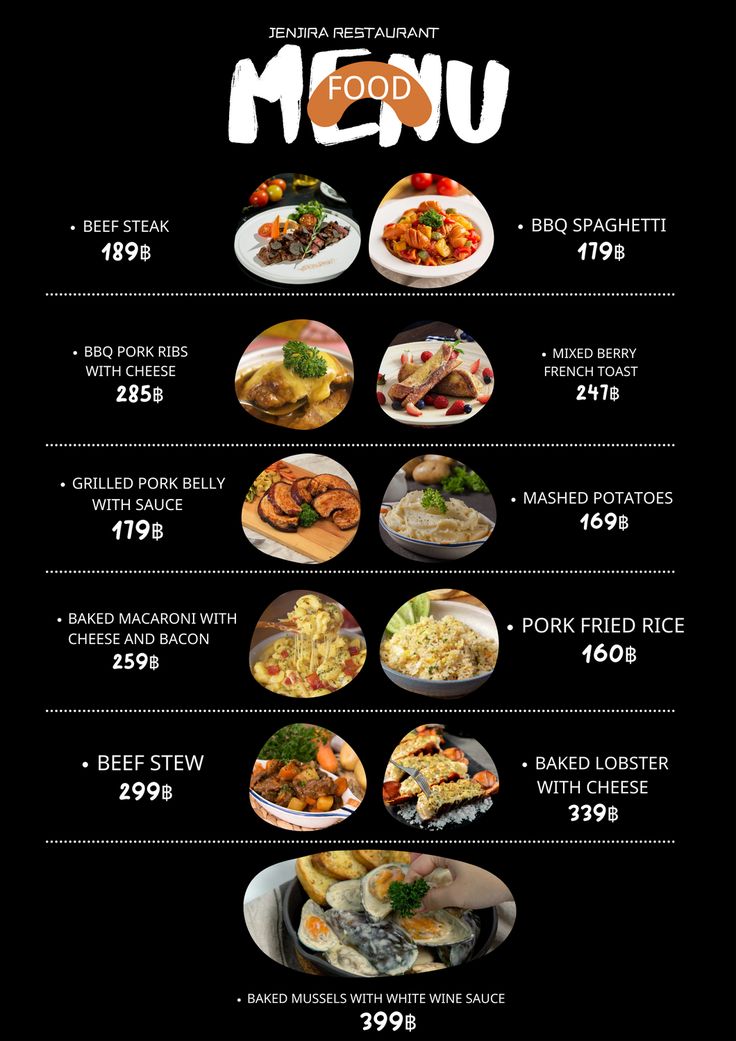 JENJIRA RESTAURANT
MENU
FOOD
• BEEF STEAK
189฿
• BBQ SPAGHETTI
179฿
• BBQ PORK RIBS
WITH CHEESE
285฿
• MIXED BERRY
FRENCH TOAST
247฿
• GRILLED PORK BELLY
WITH SAUCE
179฿
• MASHED POTATOES
169฿
• BAKED MACARONI WITH
CHEESE AND BACON
259฿
• PORK FRIED RICE
160฿
• BEEF STEW
299฿
• BAKED LOBSTER
WITH CHEESE
339฿
• BAKED MUSSELS WITH WHITE WINE SAUCE
399฿